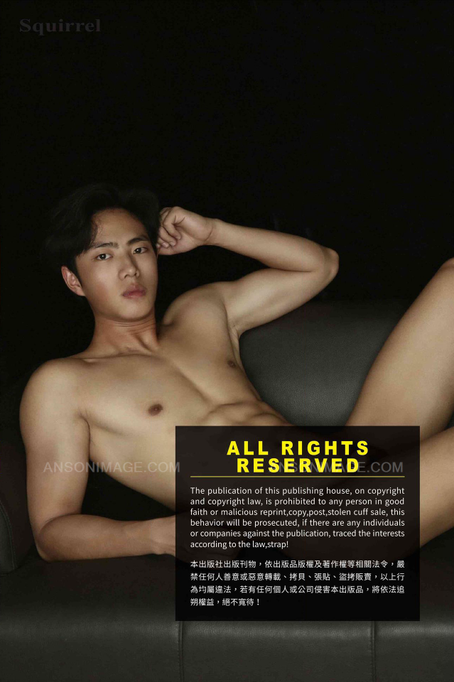 Squirrel
ALL RIGHTS
RESERVED
ANSONIMAGE.COM
ANSONIMAGE.COM
The publication of this publishing house, on copyright
and copyright law, is prohibited to any person in good
faith or malicious reprint,copy,post,stolen cuff sale, this
behavior will be prosecuted, if there are any individuals
or companies against the publication, traced the interests
according to the law,strap!
本出版社出版刊物，依出版品版權及著作權等相關法令，嚴
禁任何人善意或惡意轉載、拷貝、張貼、盜拷販賣，以上行
為均屬違法，若有任何個人或公司侵害本出版品，將依法追
朔權益，絕不寬待！